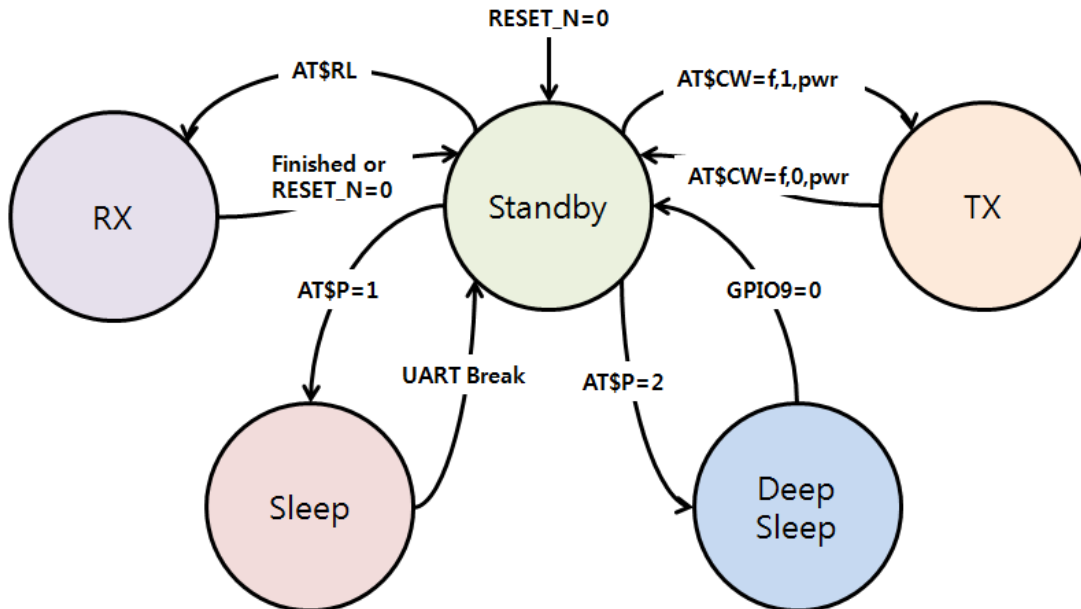 RESET_N=0
AT$RL
AT$CW=f,1,pwr
Finished or
RESET_N=0
AT$CW=f,0,pwr
RX
Standby
TX
AT$P=1
GPIO9=0
UART Break
AT$P=2
Sleep
Deep
Sleep